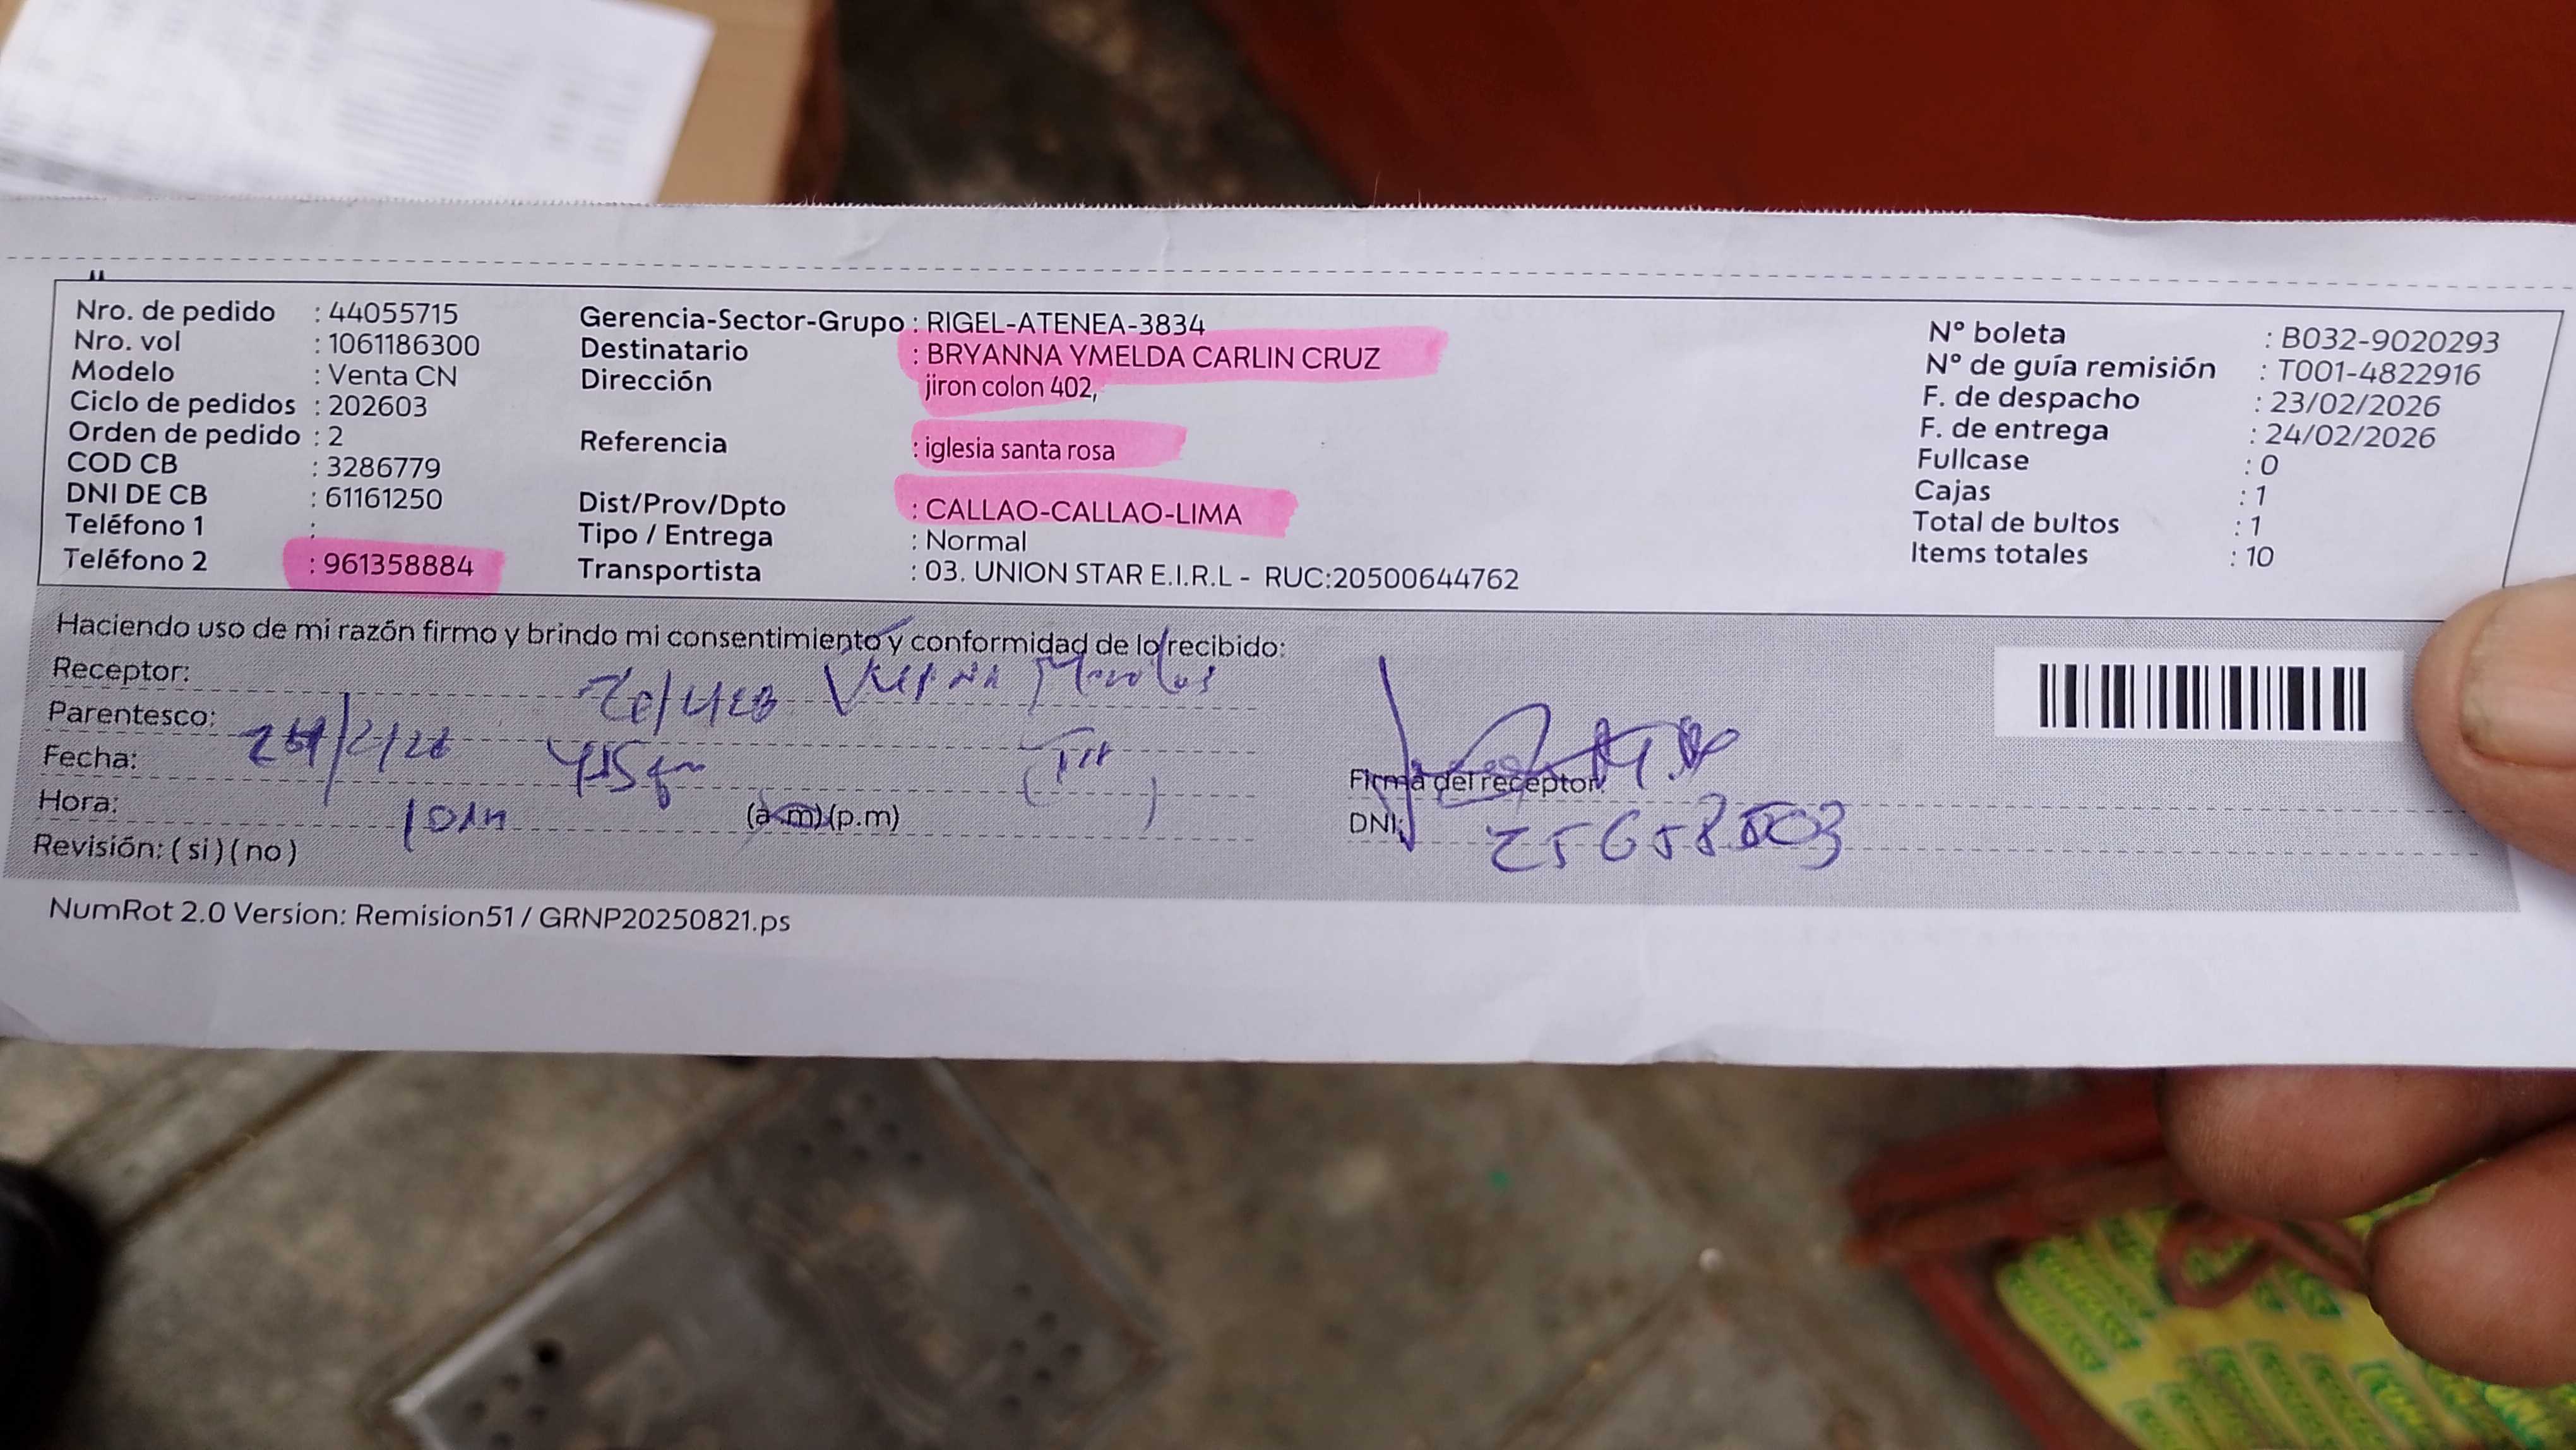 Nro. de pedido : 44055715
Nro. vol : 1061186300
Modelo : Venta CN
Ciclo de pedidos : 202603
Orden de pedido : 2
COD CB : 3286779
DNI DE CB : 61161250
Teléfono 1 :
Teléfono 2 : 961358884
Gerencia-Sector-Grupo : RIGEL-ATENEA-3834
Destinatario : BRYANNA YMELDA CARLIN CRUZ
Dirección jiron colon 402,
Referencia : iglesia santa rosa
Dist/Prov/Dpto : CALLAO-CALLAO-LIMA
Tipo / Entrega : Normal
Transportista : 03. UNION STAR E.I.R.L - RUC:20500644762
N° boleta : B032-9020293
N° de guía remisión : T001-4822916
F. de despacho : 23/02/2026
F. de entrega : 24/02/2026
Fullcase : 0
Cajas : 1
Total de bultos : 1
Items totales : 10
Haciendo uso de mi razón firmo y brindo mi consentimiento y conformidad de lo recibido:
Receptor:
Parentesco:
Fecha:
Hora: (a.m)(p.m)
Revisión: ( si ) ( no )
Firma del receptor:
DNI:
NumRot 2.0 Version: Remision51 / GRNP20250821.ps